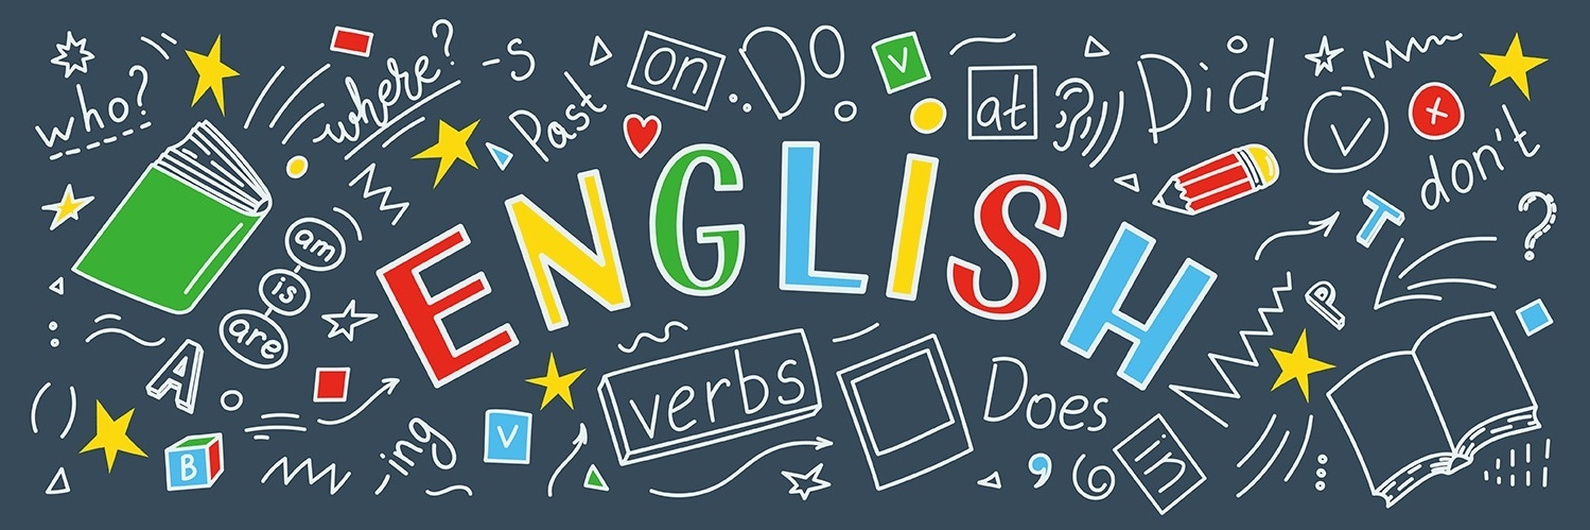 who?
where?
-s
Past
on
Do
v
at
Did
v
x
don't
T
?
P
am
is
are
ENGLISH
A
B
-ing
v
verbs
Does
,
in